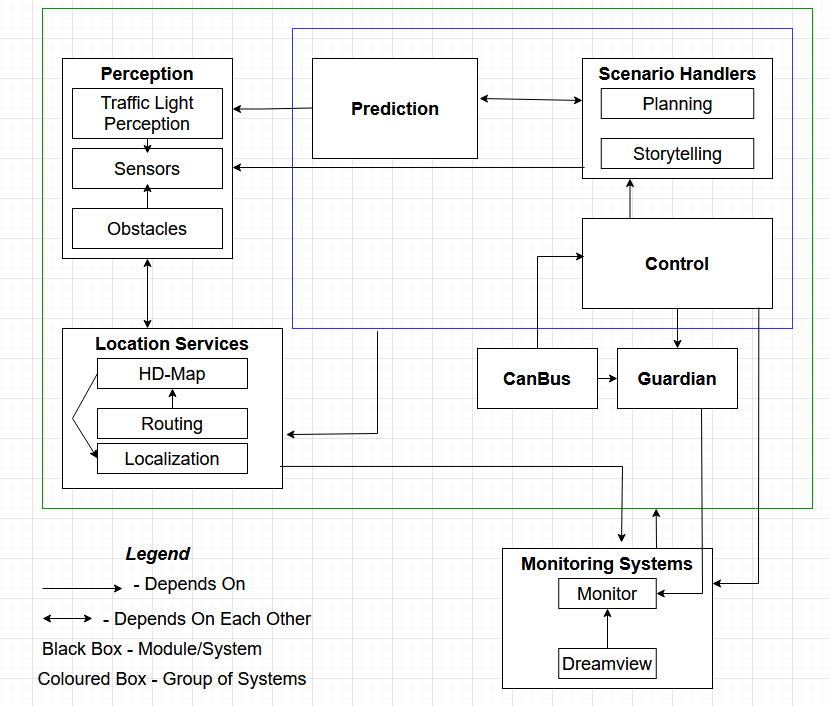 Perception
Traffic Light
Perception
Sensors
Obstacles
Prediction
Scenario Handlers
Planning
Storytelling
Control
Location Services
HD-Map
Routing
Localization
CanBus
Guardian
Monitoring Systems
Monitor
Dreamview
Legend
- Depends On
- Depends On Each Other
Black Box - Module/System
Coloured Box - Group of Systems